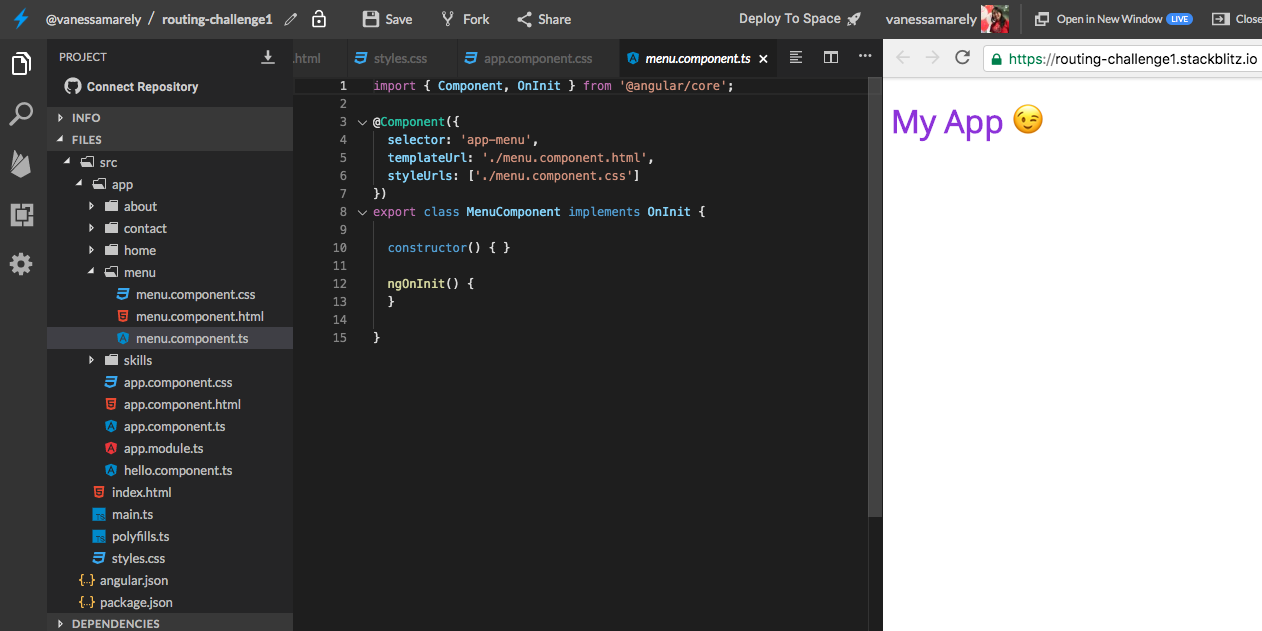 @vanessamarely / routing-challenge1 Save Fork Share Deploy To Space vanessamarely Open in New Window LIVE Close
PROJECT
Connect Repository
INFO
FILES
src
app
about
contact
home
menu
menu.component.css
menu.component.html
menu.component.ts
skills
app.component.css
app.component.html
app.component.ts
app.module.ts
hello.component.ts
index.html
main.ts
polyfills.ts
styles.css
{..} angular.json
{..} package.json
DEPENDENCIES
.html styles.css app.component.css menu.component.ts
1 import { Component, OnInit } from '@angular/core';
2
3 @Component({
4 selector: 'app-menu',
5 templateUrl: './menu.component.html',
6 styleUrls: ['./menu.component.css']
7 })
8 export class MenuComponent implements OnInit {
9
10 constructor() { }
11
12 ngOnInit() {
13 }
14
15 }
https://routing-challenge1.stackblitz.io
My App 😉